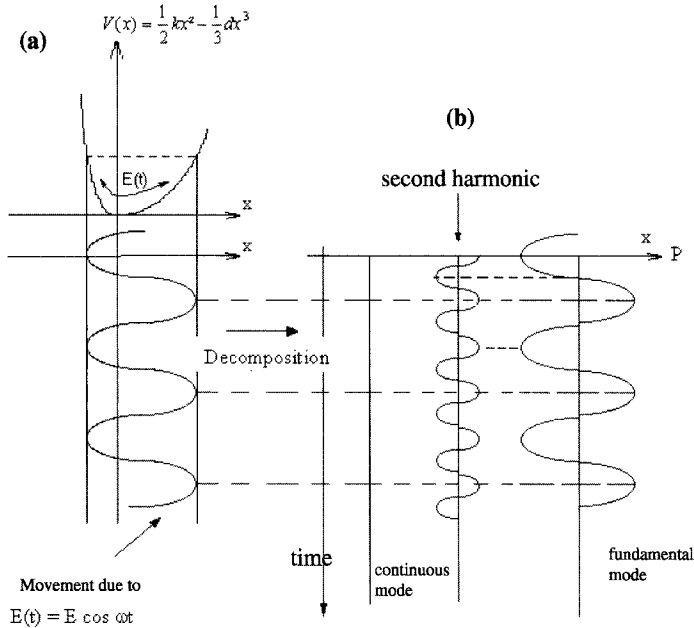 V(x) = 1/2 kx² − 1/3 dx³
(a)
(b)
E(t)
second harmonic
x
x
x
P
Decomposition
time
continuous
mode
fundamental
mode
Movement due to
E(t) = E cos ωt